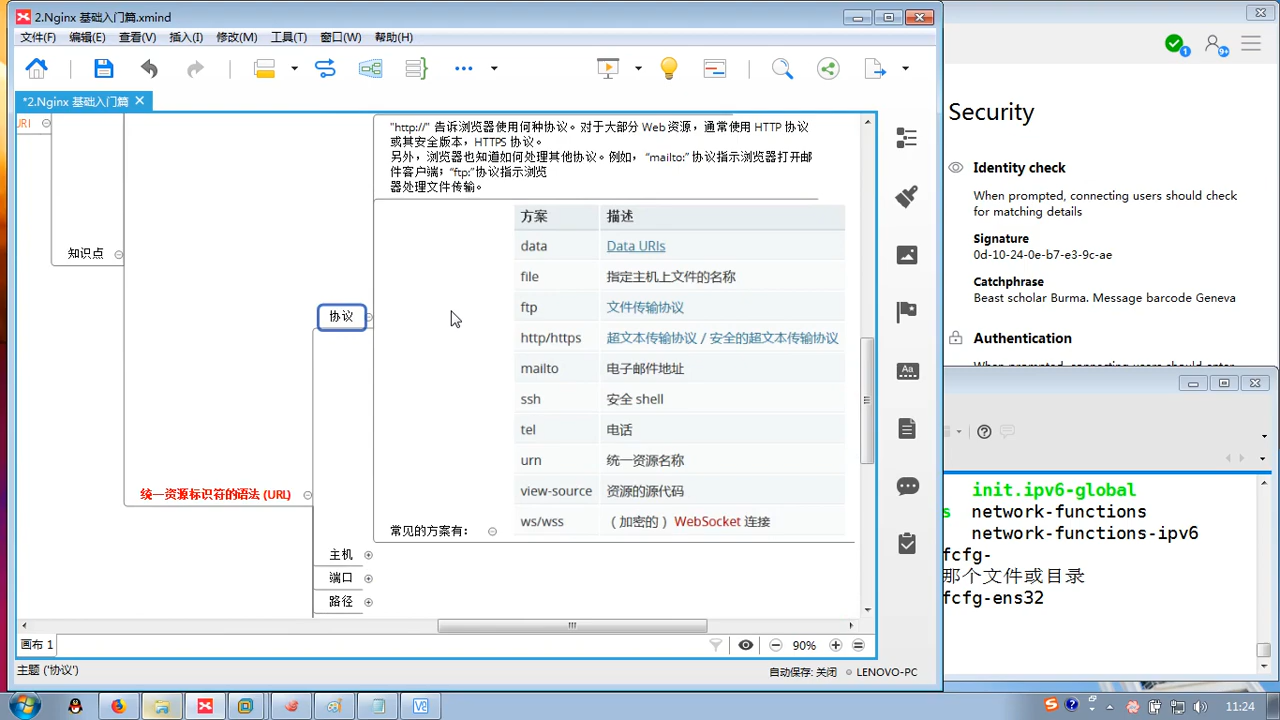 2.Nginx 基础入门篇.xmind
文件(F) 编辑(E) 查看(V) 插入(I) 修改(M) 工具(T) 窗口(W) 帮助(H)
*2.Nginx 基础入门篇
"http://" 告诉浏览器使用何种协议。对于大部分 Web 资源，通常使用 HTTP 协议
或其安全版本，HTTPS 协议。
另外，浏览器也知道如何处理其他协议。例如， "mailto:" 协议指示浏览器打开邮
件客户端；"ftp:"协议指示浏览
器处理文件传输。
知识点
协议
方案 描述
data Data URIs
file 指定主机上文件的名称
ftp 文件传输协议
http/https 超文本传输协议 / 安全的超文本传输协议
mailto 电子邮件地址
ssh 安全 shell
tel 电话
urn 统一资源名称
view-source 资源的源代码
ws/wss （加密的 ）WebSocket 连接
统一资源标识符的语法 (URL)
常见的方案有：
主机
端口
路径
画布 1
90%
主题 ('协议')
自动保存: 关闭
LENOVO-PC
1
9+
Security
Identity check
When prompted, connecting users should check
for matching details
Signature
0d-10-24-0e-b7-e3-9c-ae
Catchphrase
Beast scholar Burma. Message barcode Geneva
Authentication
init.ipv6-global
s network-functions
network-functions-ipv6
fcfg-
那个文件或目录
fcfg-ens32
11:24